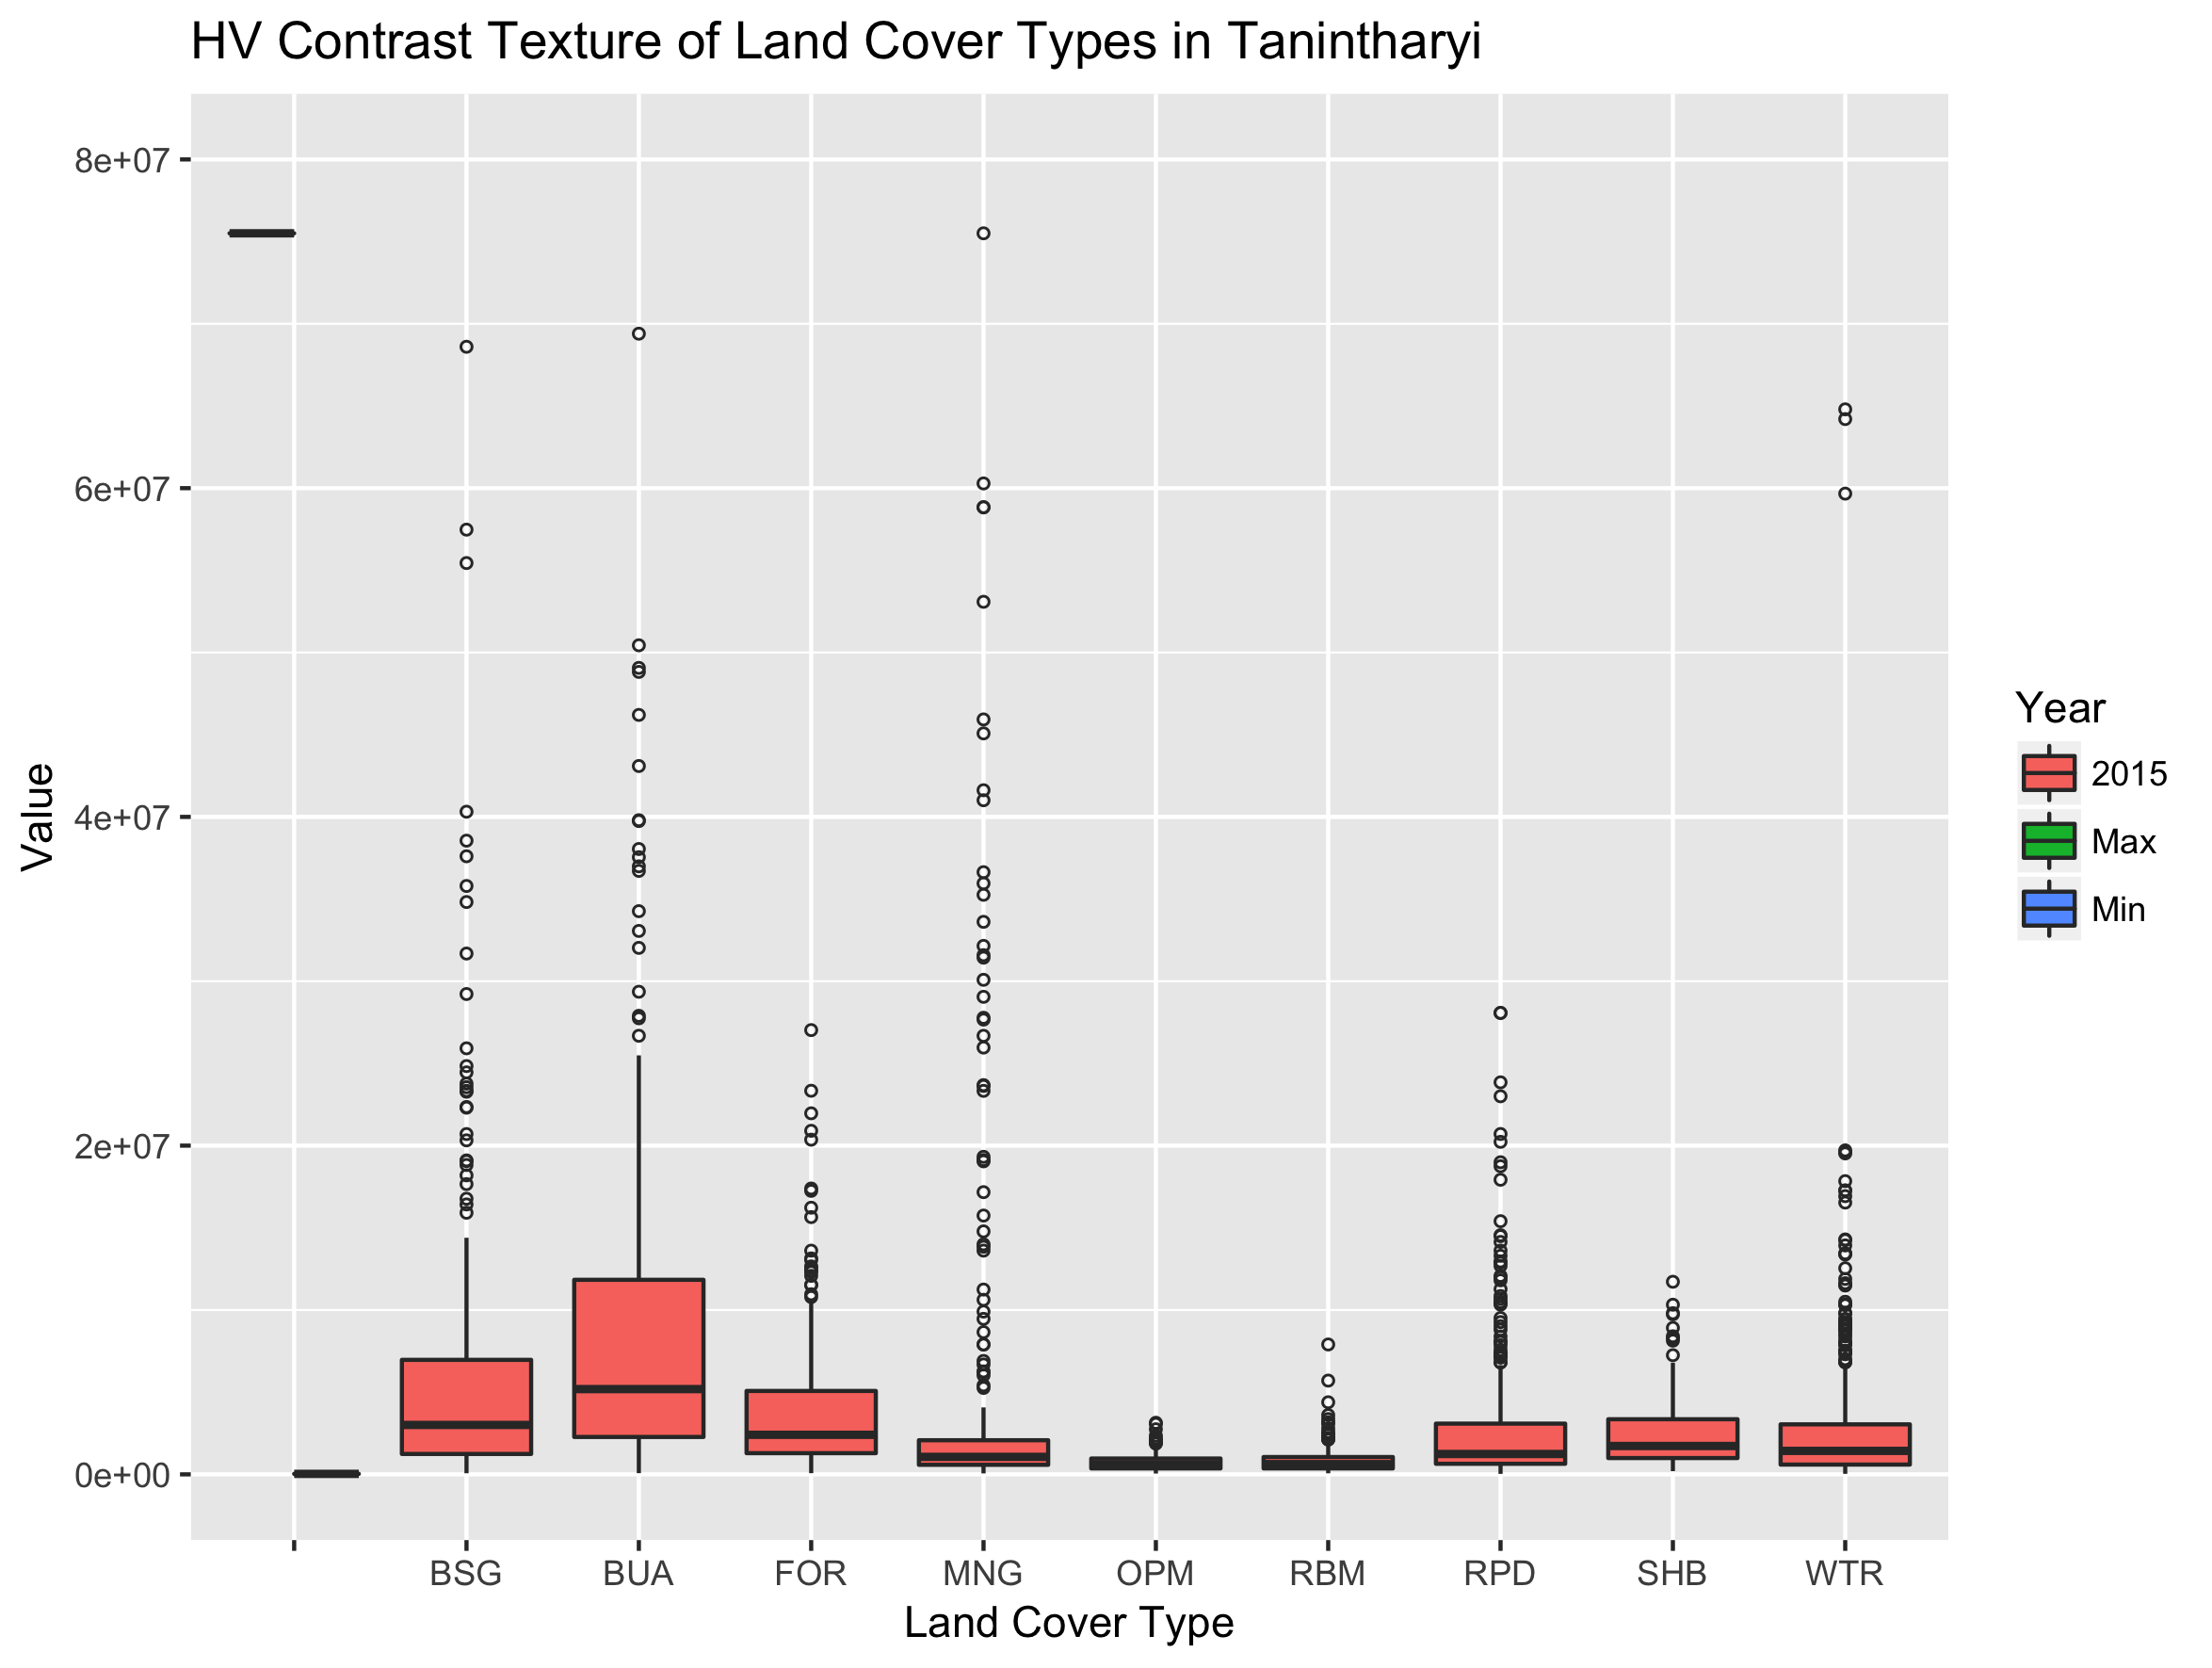 HV Contrast Texture of Land Cover Types in Tanintharyi
8e+07
6e+07
4e+07
2e+07
0e+00
Value
BSG BUA FOR MNG OPM RBM RPD SHB WTR
Land Cover Type
Year
2015
Max
Min